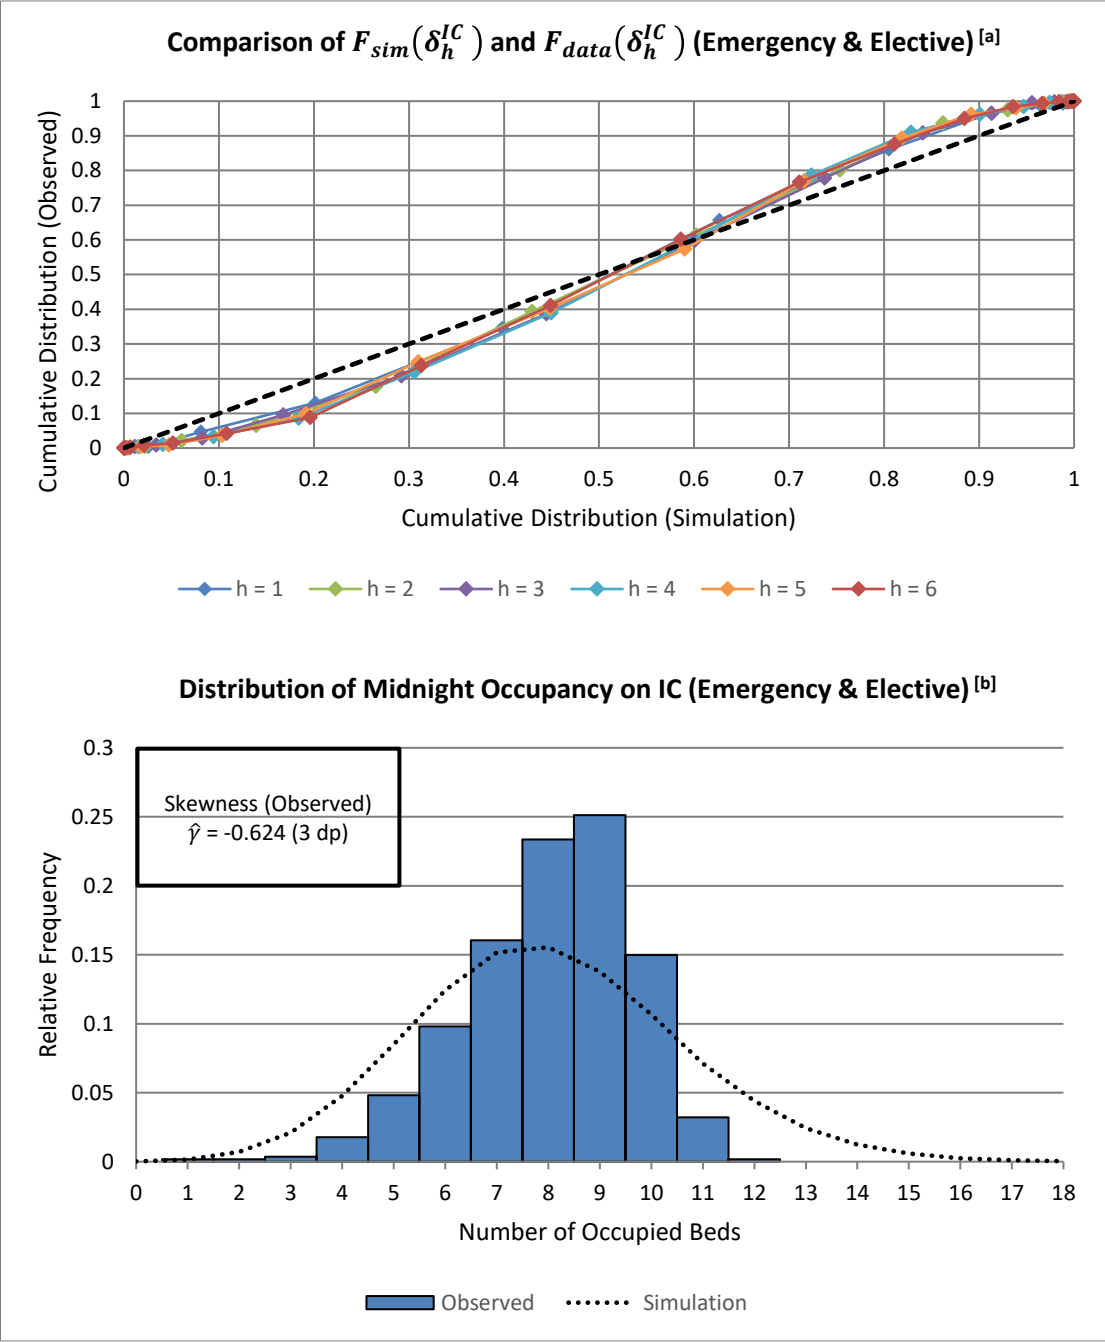 Comparison of F_sim(δ_h^IC) and F_data(δ_h^IC) (Emergency & Elective) [a]
Cumulative Distribution (Observed)
1
0.9
0.8
0.7
0.6
0.5
0.4
0.3
0.2
0.1
0
0 0.1 0.2 0.3 0.4 0.5 0.6 0.7 0.8 0.9 1
Cumulative Distribution (Simulation)
h = 1 h = 2 h = 3 h = 4 h = 5 h = 6
Distribution of Midnight Occupancy on IC (Emergency & Elective) [b]
Relative Frequency
0.3
0.25
0.2
0.15
0.1
0.05
0
Skewness (Observed)
γ̂ = -0.624 (3 dp)
0 1 2 3 4 5 6 7 8 9 10 11 12 13 14 15 16 17 18
Number of Occupied Beds
Observed Simulation